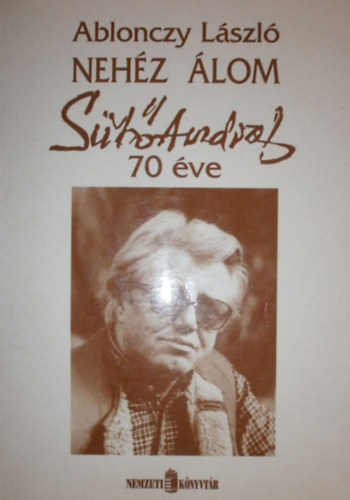 Ablonczy László
NEHÉZ ÁLOM
Sütő András
70 éve
NEMZETI KÖNYVTÁR